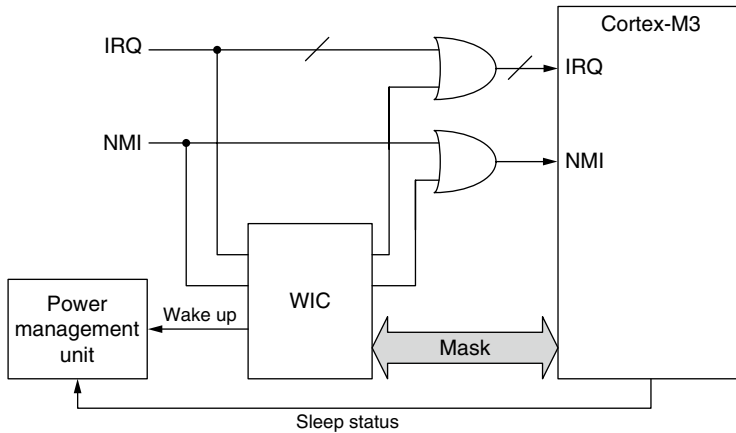 Cortex-M3
IRQ
IRQ
NMI
NMI
WIC
Power
management
unit
Wake up
Mask
Sleep status